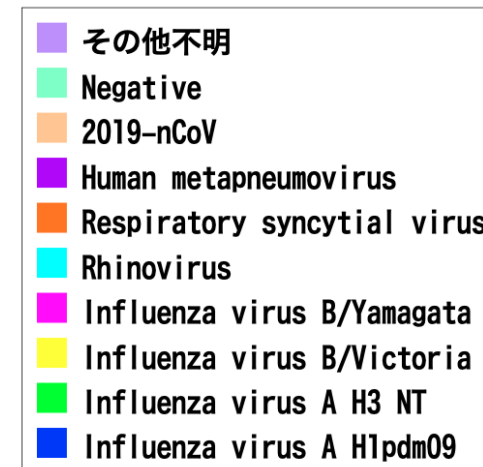 その他不明
Negative
2019-nCoV
Human metapneumovirus
Respiratory syncytial virus
Rhinovirus
Influenza virus B/Yamagata
Influenza virus B/Victoria
Influenza virus A H3 NT
Influenza virus A H1pdm09